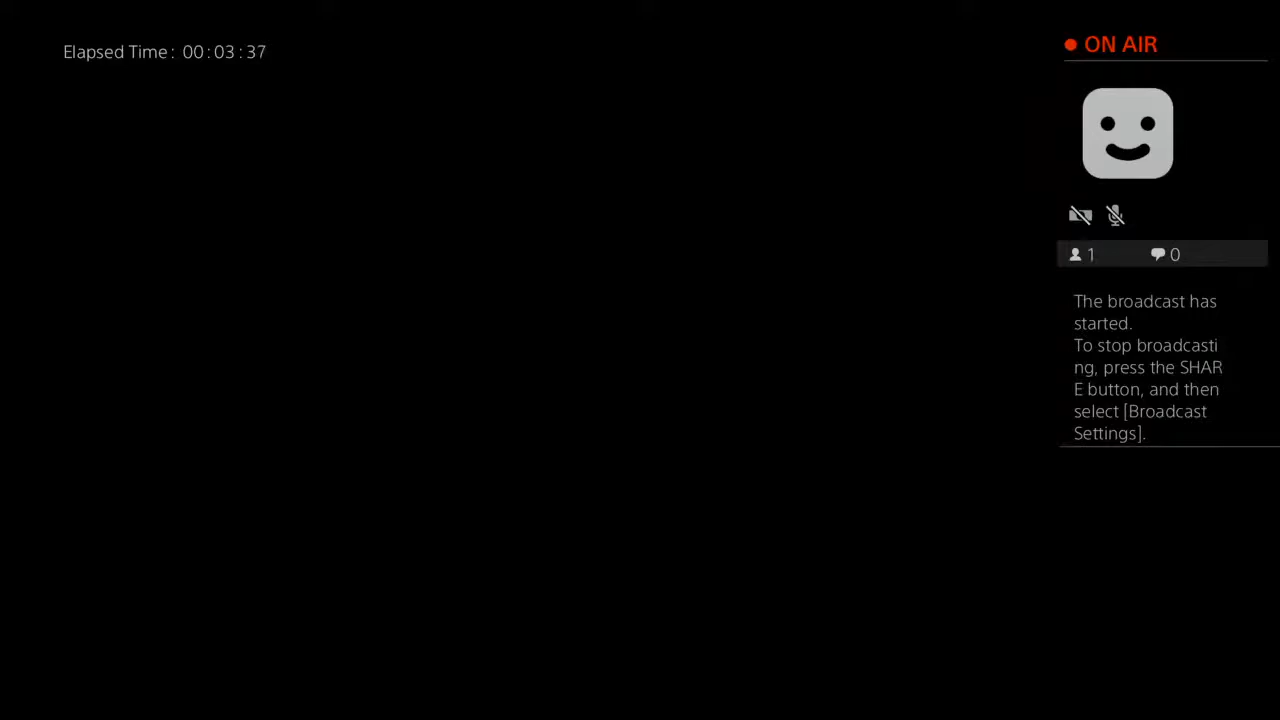 Elapsed Time: 00:03:37
ON AIR
1 0
The broadcast has
started.
To stop broadcasti
ng, press the SHAR
E button, and then
select [Broadcast
Settings].